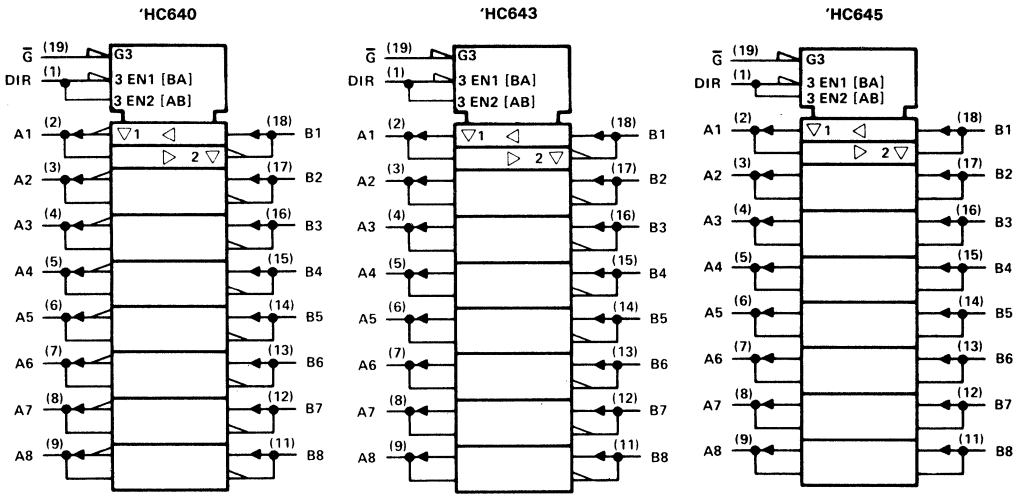 'HC640
G̅ (19) G3
DIR (1) 3 EN1 [BA]
3 EN2 [AB]
A1 (2) ▽1 ◁ (18) B1
▷ 2 ▽
A2 (3) (17) B2
A3 (4) (16) B3
A4 (5) (15) B4
A5 (6) (14) B5
A6 (7) (13) B6
A7 (8) (12) B7
A8 (9) (11) B8
'HC643
G̅ (19) G3
DIR (1) 3 EN1 [BA]
3 EN2 [AB]
A1 (2) ▽1 ◁ (18) B1
▷ 2 ▽
A2 (3) (17) B2
A3 (4) (16) B3
A4 (5) (15) B4
A5 (6) (14) B5
A6 (7) (13) B6
A7 (8) (12) B7
A8 (9) (11) B8
'HC645
G̅ (19) G3
DIR (1) 3 EN1 [BA]
3 EN2 [AB]
A1 (2) ▽1 ◁ (18) B1
▷ 2 ▽
A2 (3) (17) B2
A3 (4) (16) B3
A4 (5) (15) B4
A5 (6) (14) B5
A6 (7) (13) B6
A7 (8) (12) B7
A8 (9) (11) B8